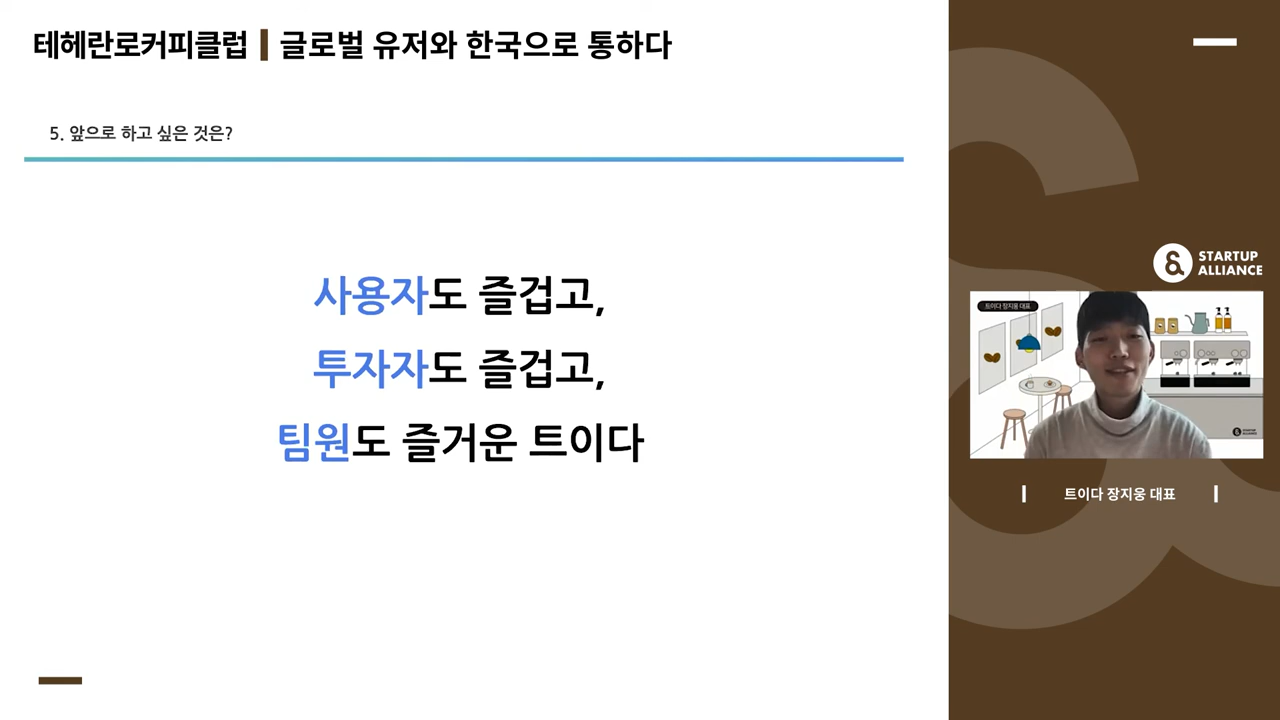 테헤란로커피클럽 | 글로벌 유저와 한국으로 통하다
5. 앞으로 하고 싶은 것은?
사용자도 즐겁고,
투자자도 즐겁고,
팀원도 즐거운 트이다
STARTUP
ALLIANCE
트이다 장지웅 대표
STARTUP
ALLIANCE
트이다 장지웅 대표